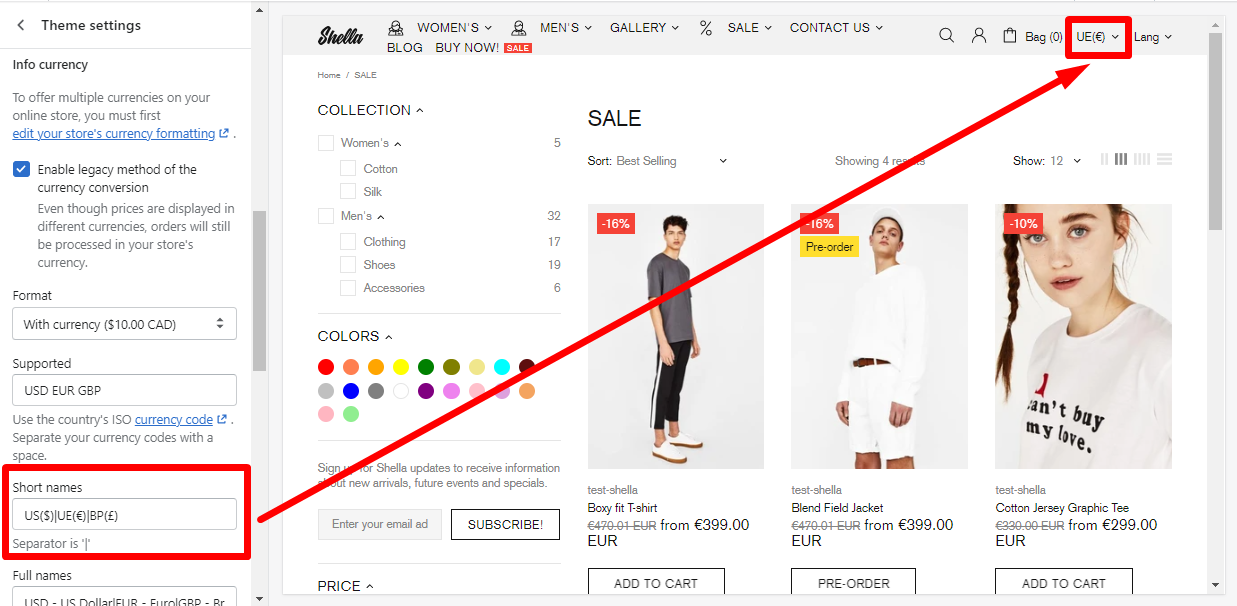 Theme settings
Info currency
To offer multiple currencies on your
online store, you must first
edit your store's currency formatting .
Enable legacy method of the
currency conversion
Even though prices are displayed in
different currencies, orders will still
be processed in your store's
currency.
Format
With currency ($10.00 CAD)
Supported
USD EUR GBP
Use the country's ISO currency code .
Separate your currency codes with a
space.
Short names
US($)|UE(€)|BP(£)
Separator is '|'
Full names
USD - US Dollar|EUR - Euro|GBP - Br
Shella
WOMEN'S
MEN'S
GALLERY
% SALE
CONTACT US
BLOG
BUY NOW! SALE
Bag (0)
UE(€)
Lang
Home / SALE
COLLECTION
Women's 5
Cotton
Silk
Men's 32
Clothing 17
Shoes 19
Accessories 6
COLORS
Sign up for Shella updates to receive information
about new arrivals, future events and specials.
Enter your email ad
SUBSCRIBE!
PRICE
SALE
Sort: Best Selling
Showing 4 results
Show: 12
-16%
test-shella
Boxy fit T-shirt
€470.01 EUR from €399.00
EUR
ADD TO CART
-16%
Pre-order
test-shella
Blend Field Jacket
€470.01 EUR from €399.00
EUR
PRE-ORDER
-10%
can't buy
my love.
test-shella
Cotton Jersey Graphic Tee
€330.00 EUR from €299.00
EUR
ADD TO CART